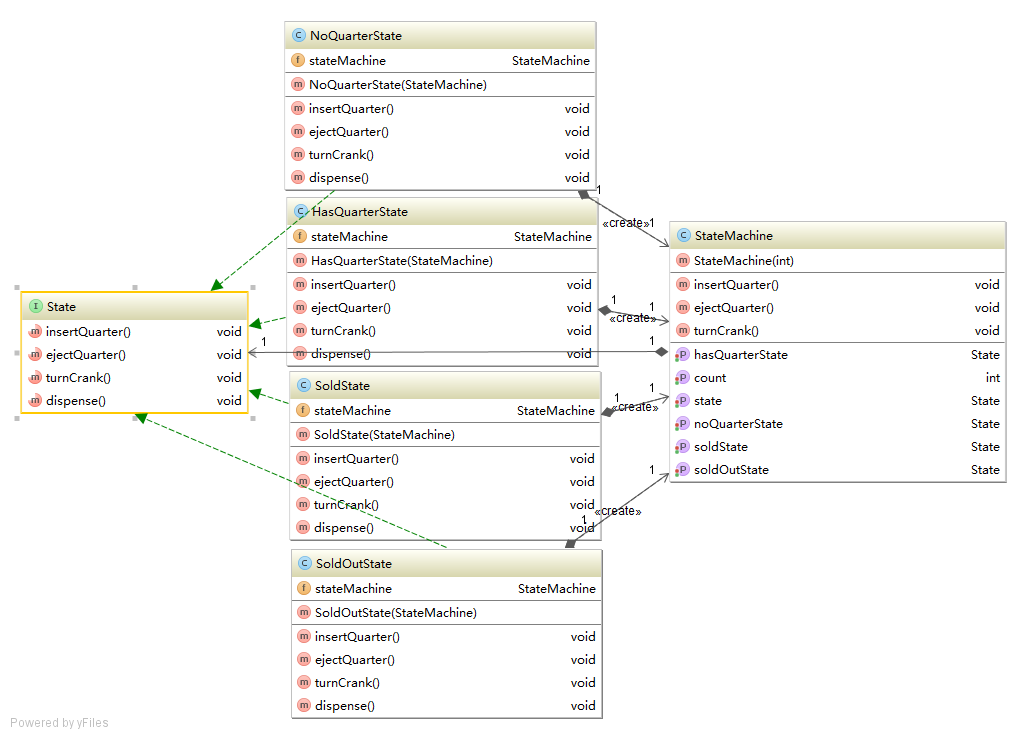 NoQuarterState
stateMachine StateMachine
NoQuarterState(StateMachine)
insertQuarter() void
ejectQuarter() void
turnCrank() void
dispense() void
1
«create» 1
HasQuarterState
stateMachine StateMachine
HasQuarterState(StateMachine)
insertQuarter() void
ejectQuarter() void
turnCrank() void
dispense() void
1 1
«create»
State
insertQuarter() void
ejectQuarter() void
turnCrank() void
dispense() void
1 1
SoldState
stateMachine StateMachine
SoldState(StateMachine)
insertQuarter() void
ejectQuarter() void
turnCrank() void
dispense() void
1 1
«create»
SoldOutState
stateMachine StateMachine
SoldOutState(StateMachine)
insertQuarter() void
ejectQuarter() void
turnCrank() void
dispense() void
1 1
«create»
StateMachine
StateMachine(int)
insertQuarter() void
ejectQuarter() void
turnCrank() void
hasQuarterState State
count int
state State
noQuarterState State
soldState State
soldOutState State
Powered by yFiles